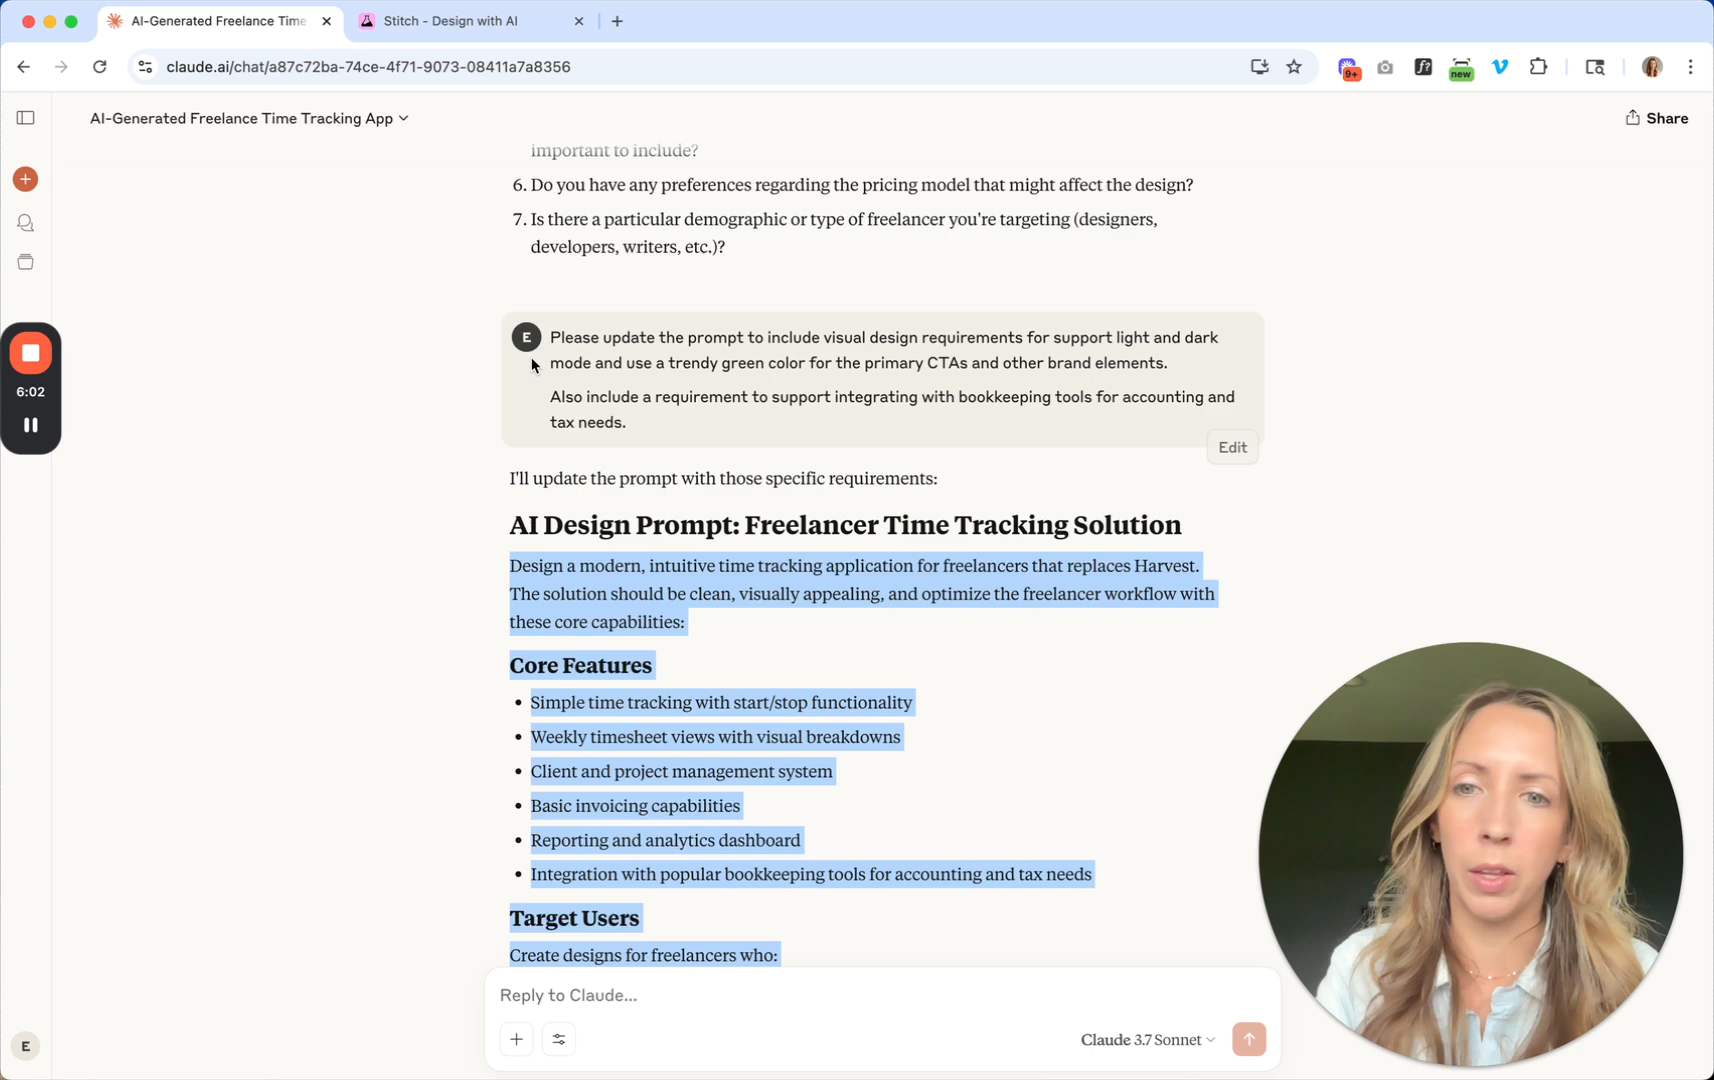 AI-Generated Freelance Time
Stitch - Design with AI
claude.ai/chat/a87c72ba-74ce-4f71-9073-08411a7a8356
9+
new
AI-Generated Freelance Time Tracking App
Share
important to include?
6. Do you have any preferences regarding the pricing model that might affect the design?
7. Is there a particular demographic or type of freelancer you're targeting (designers,
developers, writers, etc.)?
6:02
E
Please update the prompt to include visual design requirements for support light and dark
mode and use a trendy green color for the primary CTAs and other brand elements.
Also include a requirement to support integrating with bookkeeping tools for accounting and
tax needs.
Edit
I'll update the prompt with those specific requirements:
AI Design Prompt: Freelancer Time Tracking Solution
Design a modern, intuitive time tracking application for freelancers that replaces Harvest.
The solution should be clean, visually appealing, and optimize the freelancer workflow with
these core capabilities:
Core Features
• Simple time tracking with start/stop functionality
• Weekly timesheet views with visual breakdowns
• Client and project management system
• Basic invoicing capabilities
• Reporting and analytics dashboard
• Integration with popular bookkeeping tools for accounting and tax needs
Target Users
Create designs for freelancers who:
Reply to Claude...
Claude 3.7 Sonnet
E